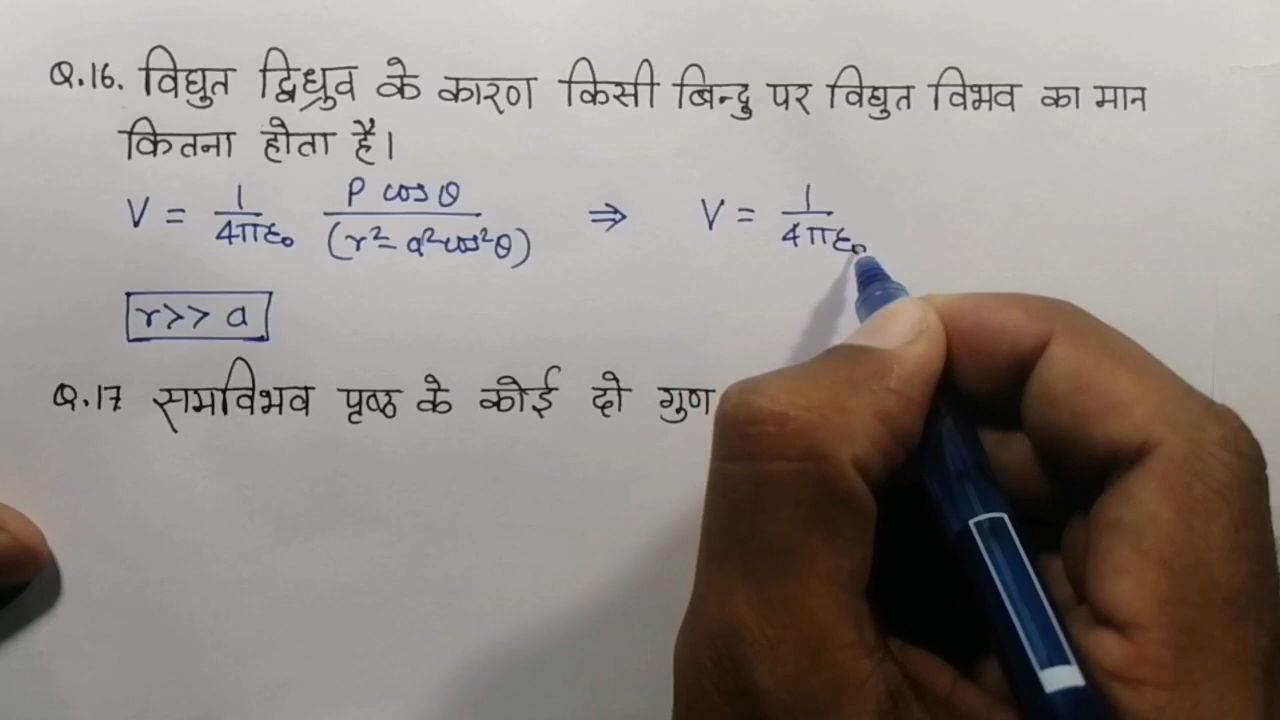 Q.16. विद्युत द्विध्रुव के कारण किसी बिन्दु पर विद्युत विभव का मान
कितना होता है।
V = 1/4πε₀ P cos θ/(r² - a² cos² θ) ⇒ V = 1/4πε₀
r >> a
Q.17 समविभव पृष्ठ के कोई दो गुण